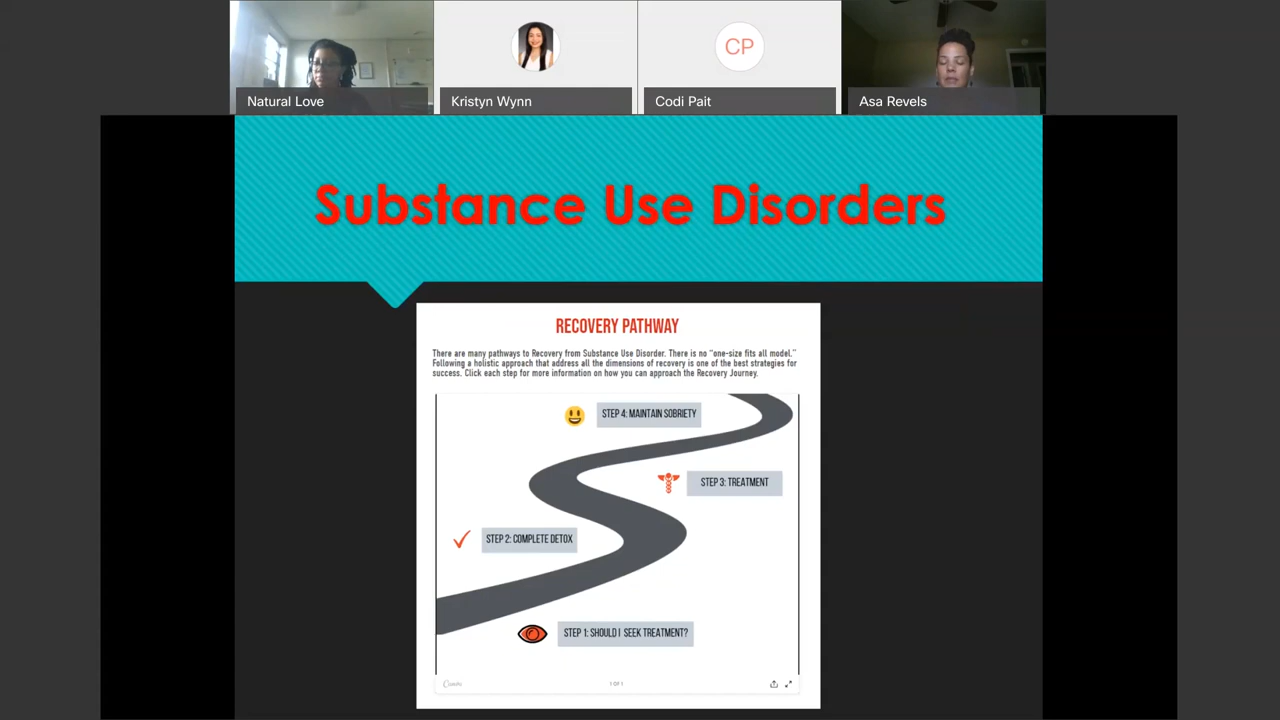 Natural Love
Kristyn Wynn
CP
Codi Pait
Asa Revels
Substance Use Disorders
RECOVERY PATHWAY
There are many pathways to Recovery from Substance Use Disorder. There is no "one-size fits all model."
Following a holistic approach that address all the dimensions of recovery is one of the best strategies for
success. Click each step for more information on how you can approach the Recovery Journey.
STEP 4: MAINTAIN SOBRIETY
STEP 3: TREATMENT
STEP 2: COMPLETE DETOX
STEP 1: SHOULD I SEEK TREATMENT?
Canva
1 OF 1